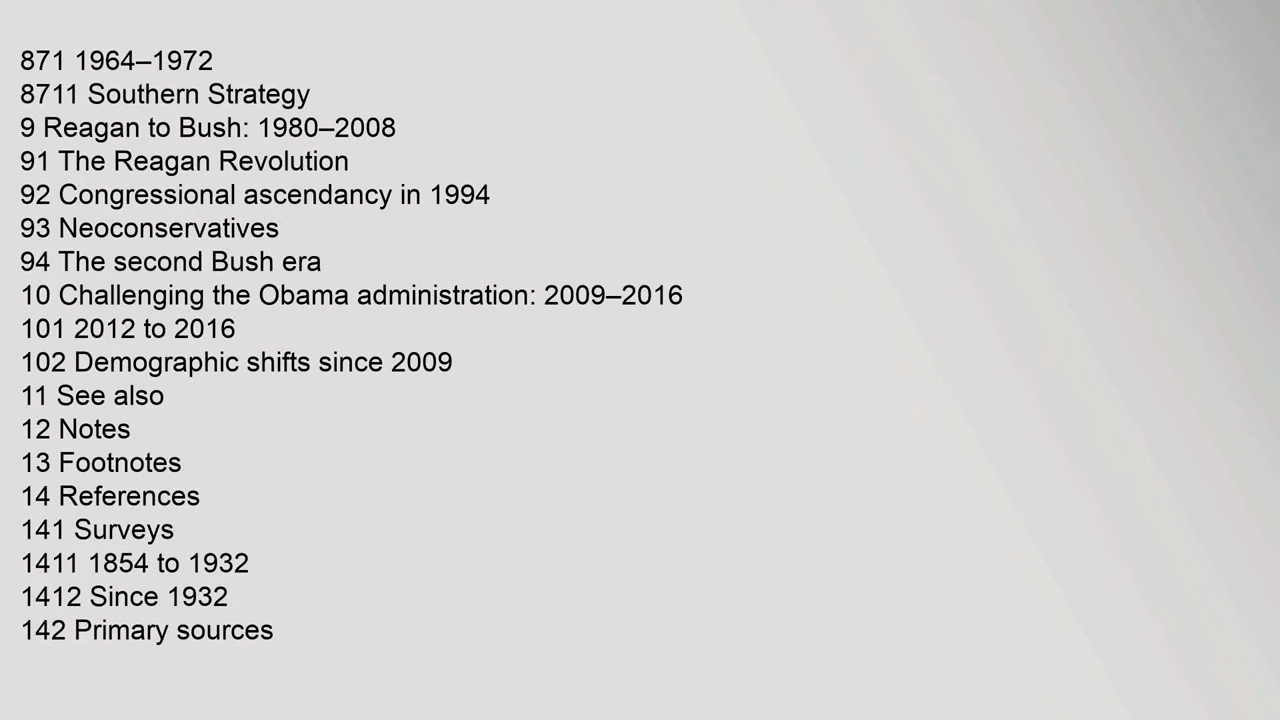 871 1964–1972
8711 Southern Strategy
9 Reagan to Bush: 1980–2008
91 The Reagan Revolution
92 Congressional ascendancy in 1994
93 Neoconservatives
94 The second Bush era
10 Challenging the Obama administration: 2009–2016
101 2012 to 2016
102 Demographic shifts since 2009
11 See also
12 Notes
13 Footnotes
14 References
141 Surveys
1411 1854 to 1932
1412 Since 1932
142 Primary sources